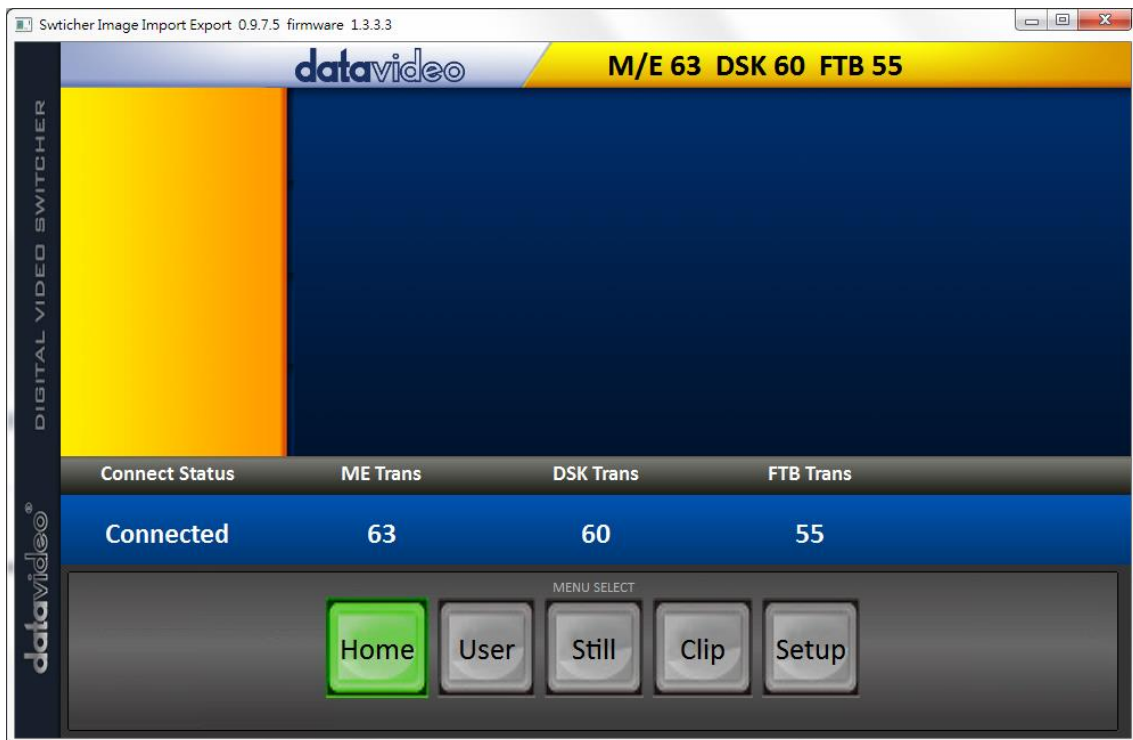 Swticher Image Import Export 0.9.7.5 firmware 1.3.3.3
datavideo
M/E 63 DSK 60 FTB 55
DIGITAL VIDEO SWITCHER
datavideo®
Connect Status ME Trans DSK Trans FTB Trans
Connected 63 60 55
MENU SELECT
Home User Still Clip Setup